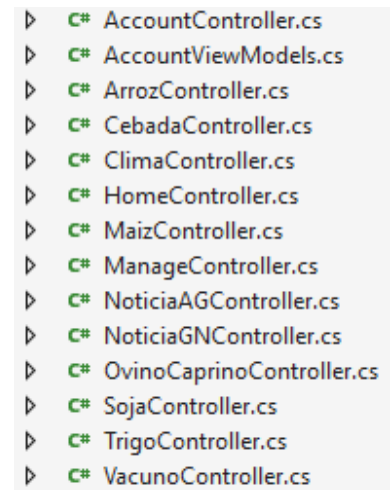 C# AccountController.cs
C# AccountViewModels.cs
C# ArrozController.cs
C# CebadaController.cs
C# ClimaController.cs
C# HomeController.cs
C# MaizController.cs
C# ManageController.cs
C# NoticiaAGController.cs
C# NoticiaGNController.cs
C# OvinoCaprinoController.cs
C# SojaController.cs
C# TrigoController.cs
C# VacunoController.cs